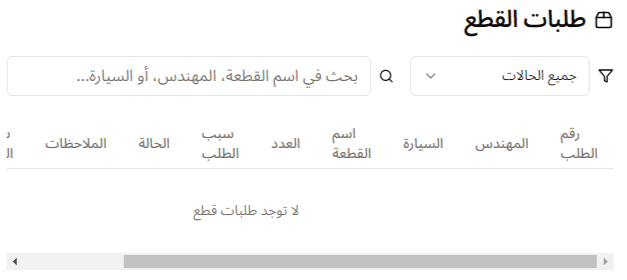 طلبات القطع
جميع الحالات
بحث في اسم القطعة، المهندس، أو السيارة...
رقم الطلب
المهندس
السيارة
اسم القطعة
العدد
سبب الطلب
الحالة
الملاحظات
لا توجد طلبات قطع